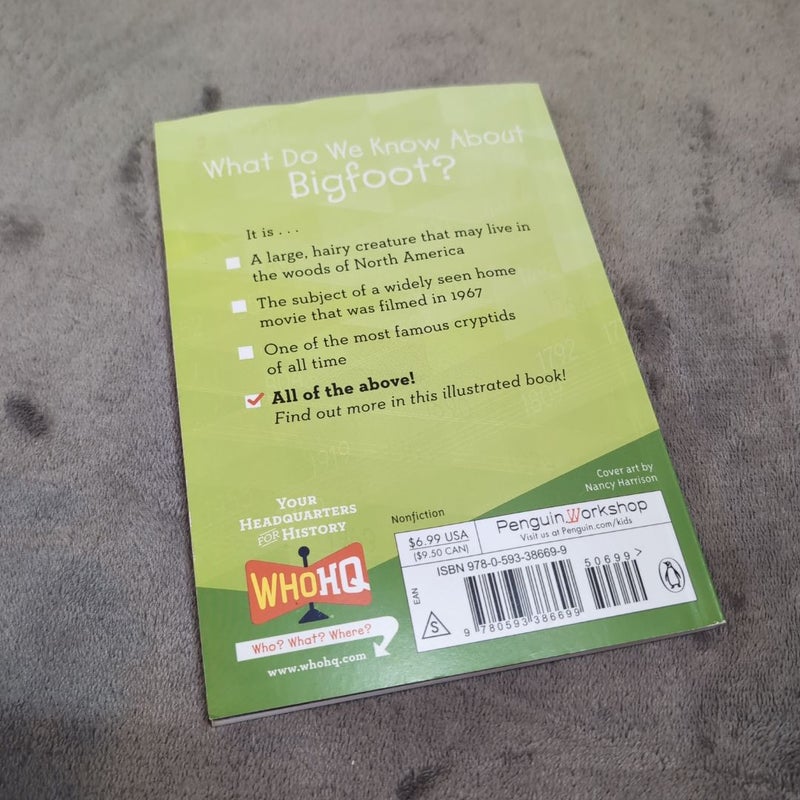 What Do We Know About
Bigfoot?
It is . . .
A large, hairy creature that may live in
the woods of North America
The subject of a widely seen home
movie that was filmed in 1967
One of the most famous cryptids
of all time
All of the above!
Find out more in this illustrated book!
1792
1919
Cover art by
Nancy Harrison
Your
Headquarters
for History
WHOHQ
Who? What? Where?
www.whohq.com
Nonfiction
$6.99 USA
($9.50 CAN)
Penguin Workshop
Visit us at Penguin.com/kids
ISBN 978-0-593-38669-9
50699>
EAN
S
9 780593 386699